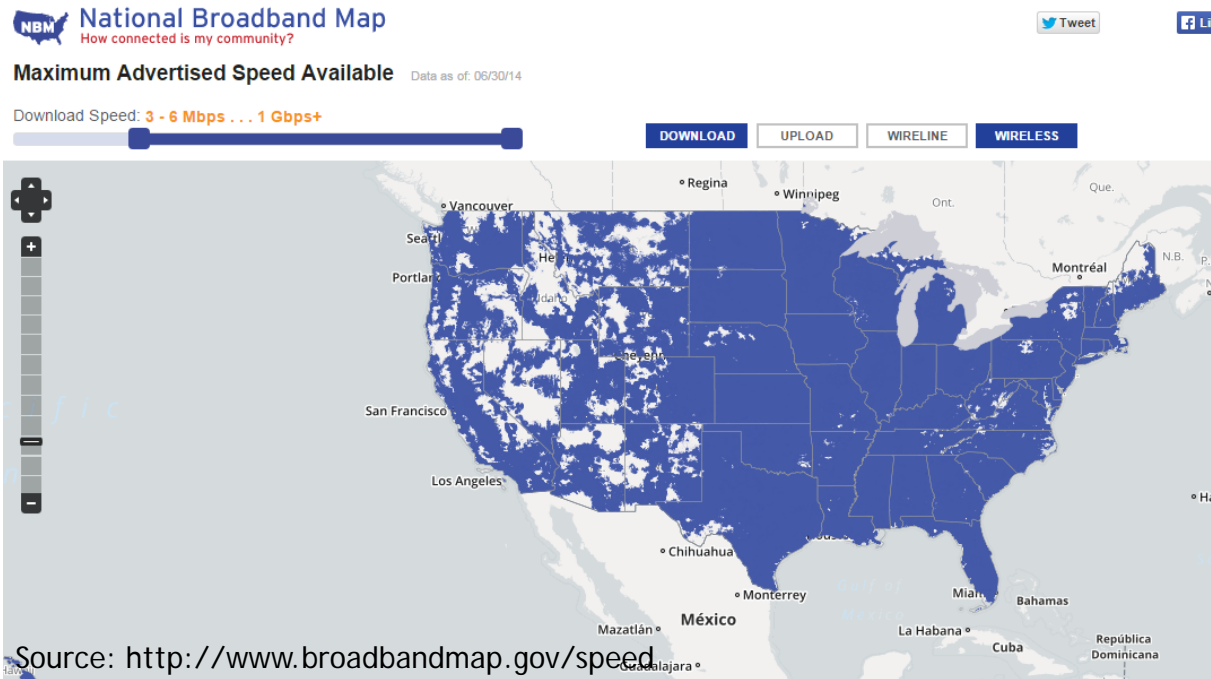 NBM National Broadband Map
How connected is my community?
Tweet
Maximum Advertised Speed Available Data as of: 06/30/14
Download Speed: 3 - 6 Mbps . . . 1 Gbps+
DOWNLOAD UPLOAD WIRELINE WIRELESS
Regina
Winnipeg
Que.
Ont.
Vancouver
Montréal
N.B.
Idaho
San Francisco
Los Angeles
Chihuahua
Monterrey
Bahamas
México
Mazatlán
La Habana
Cuba
República
Dominicana
Source: http://www.broadbandmap.gov/speed